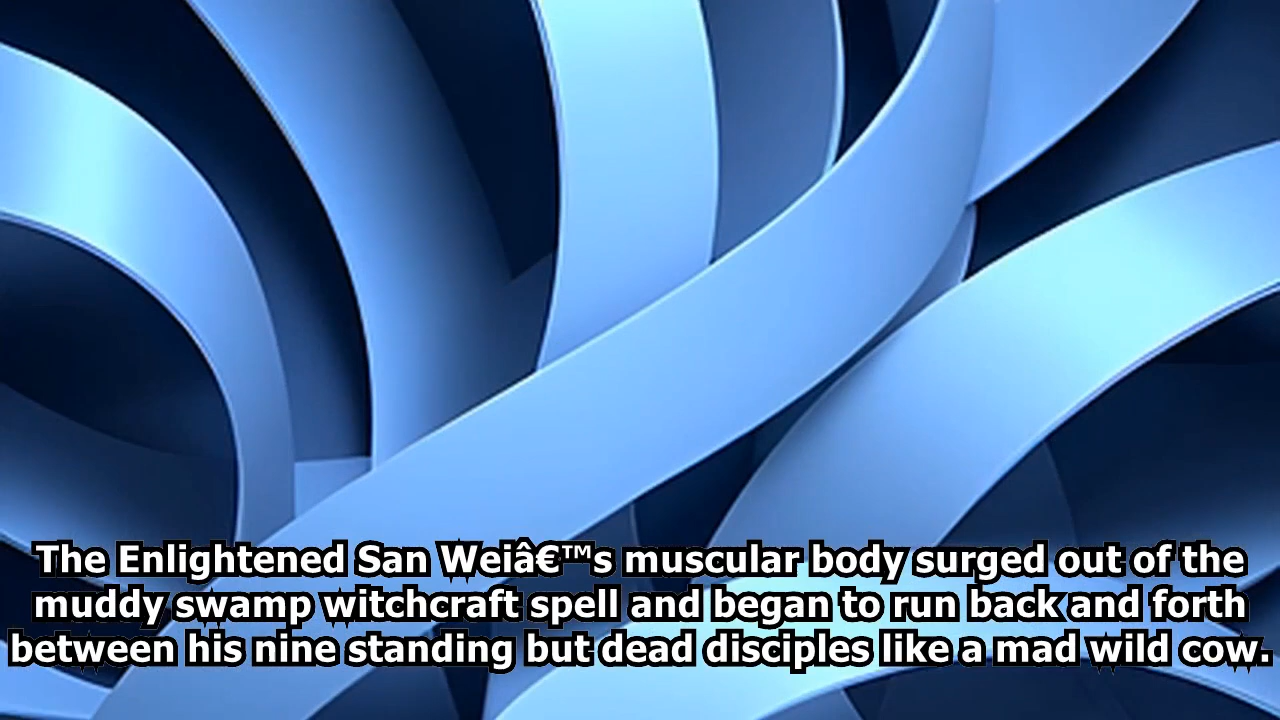 The Enlightened San Weiâ€™s muscular body surged out of the
muddy swamp witchcraft spell and began to run back and forth
between his nine standing but dead disciples like a mad wild cow.